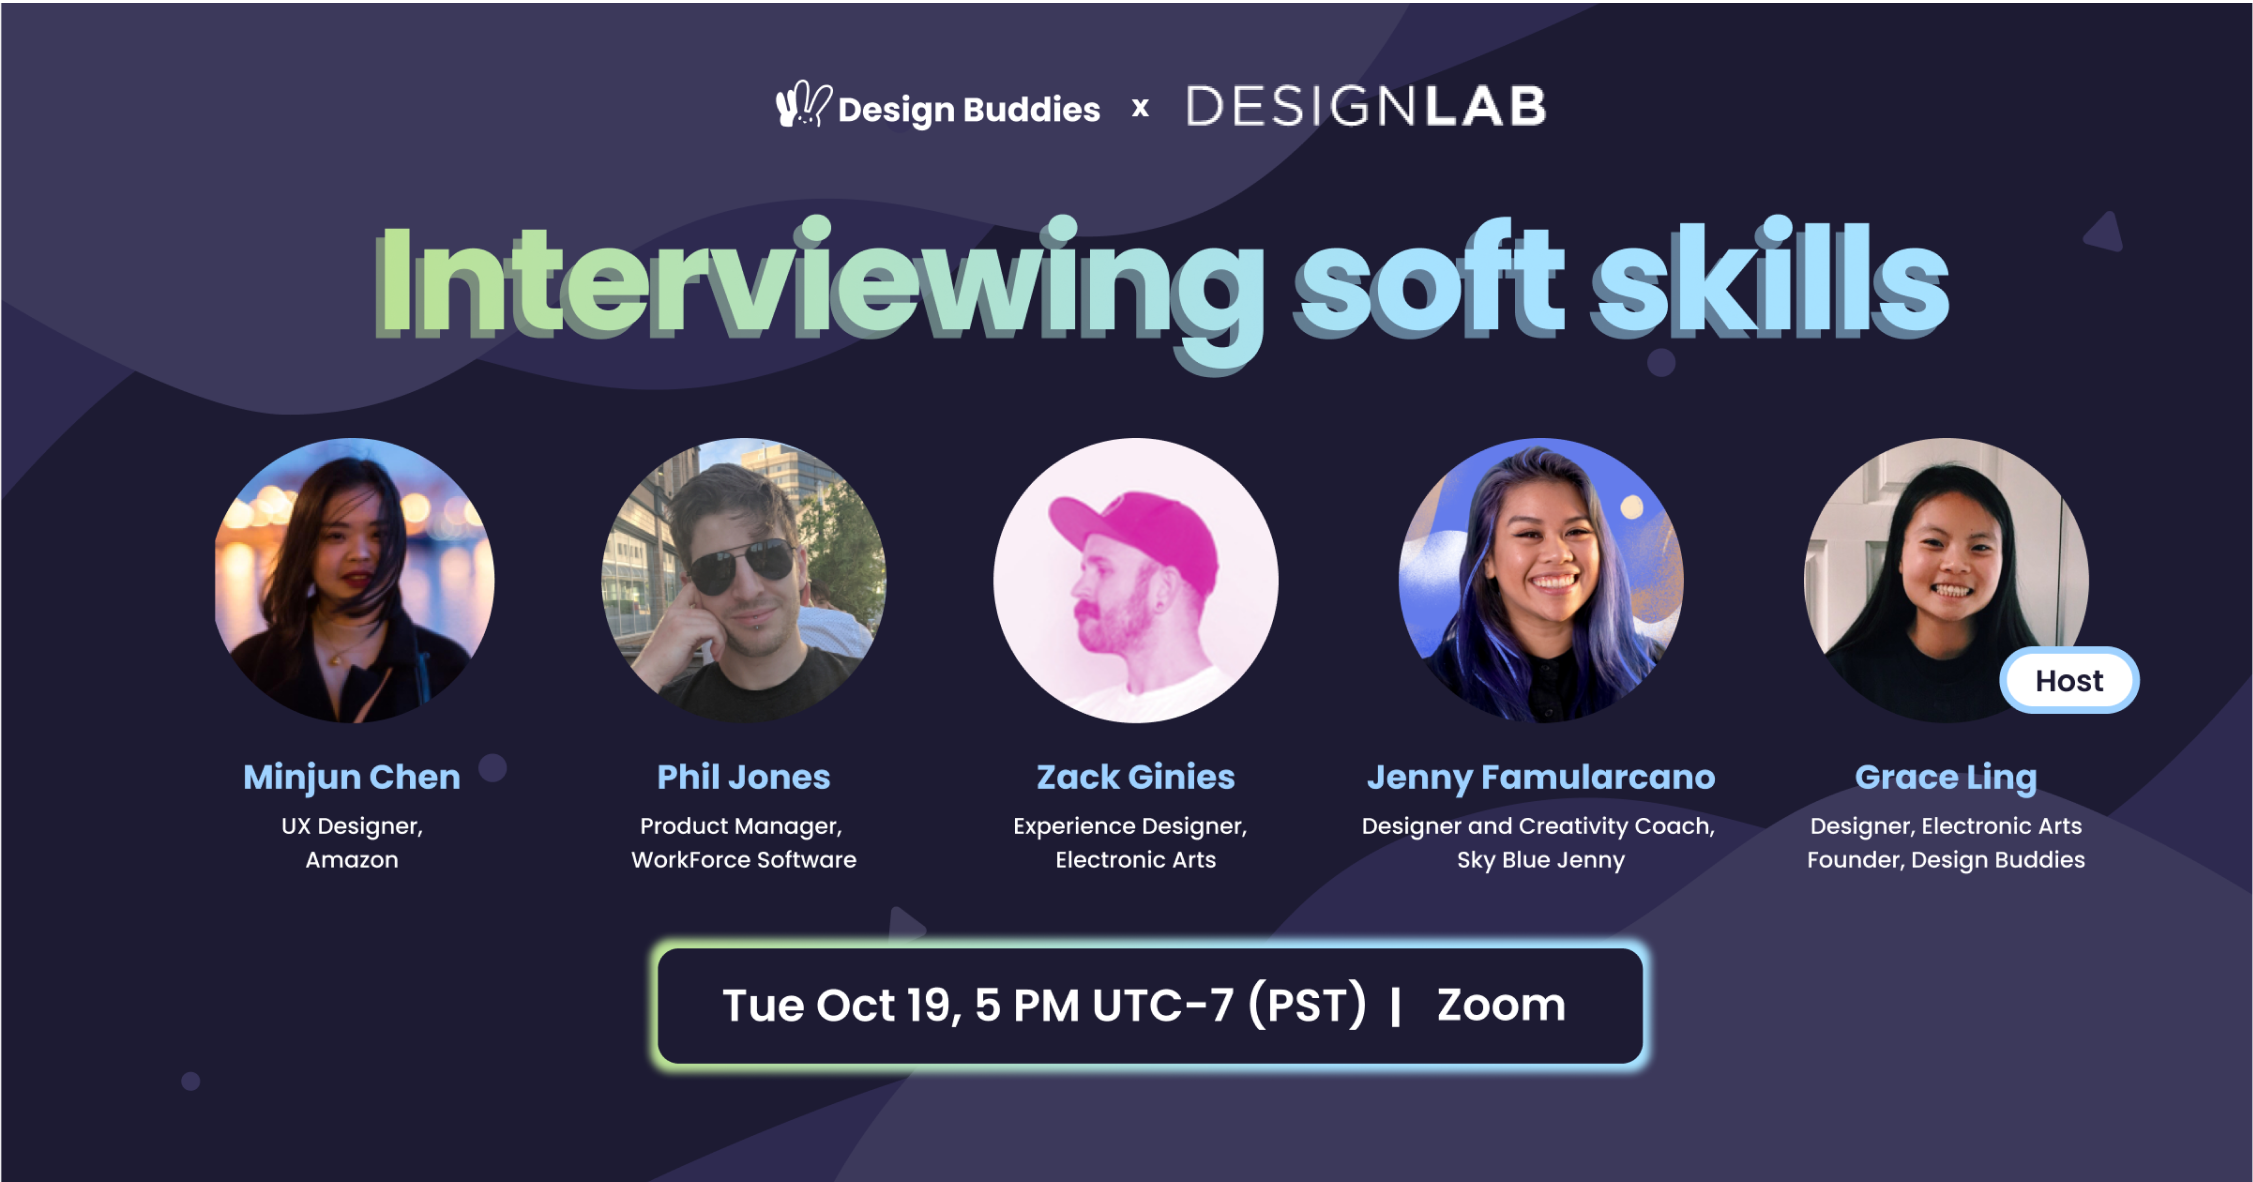 Design Buddies x DESIGNLAB
Interviewing soft skills
Host
Minjun Chen
UX Designer,
Amazon
Phil Jones
Product Manager,
WorkForce Software
Zack Ginies
Experience Designer,
Electronic Arts
Jenny Famularcano
Designer and Creativity Coach,
Sky Blue Jenny
Grace Ling
Designer, Electronic Arts
Founder, Design Buddies
Tue Oct 19, 5 PM UTC-7 (PST) | Zoom